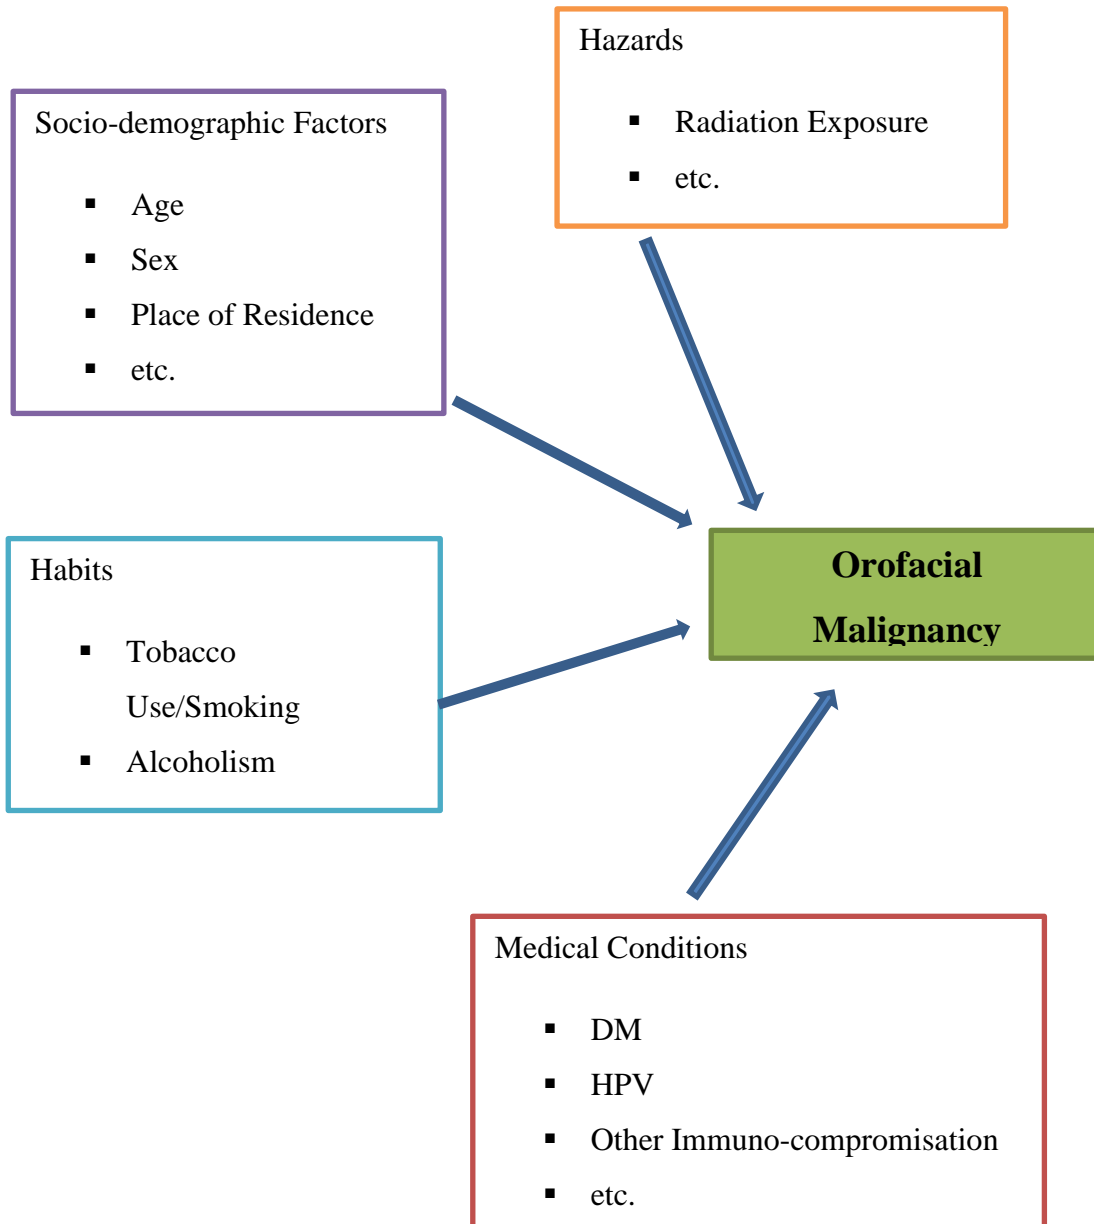 Hazards
▪ Radiation Exposure
▪ etc.
Socio-demographic Factors
▪ Age
▪ Sex
▪ Place of Residence
▪ etc.
Habits
▪ Tobacco
Use/Smoking
▪ Alcoholism
Orofacial
Malignancy
Medical Conditions
▪ DM
▪ HPV
▪ Other Immuno-compromisation
▪ etc.